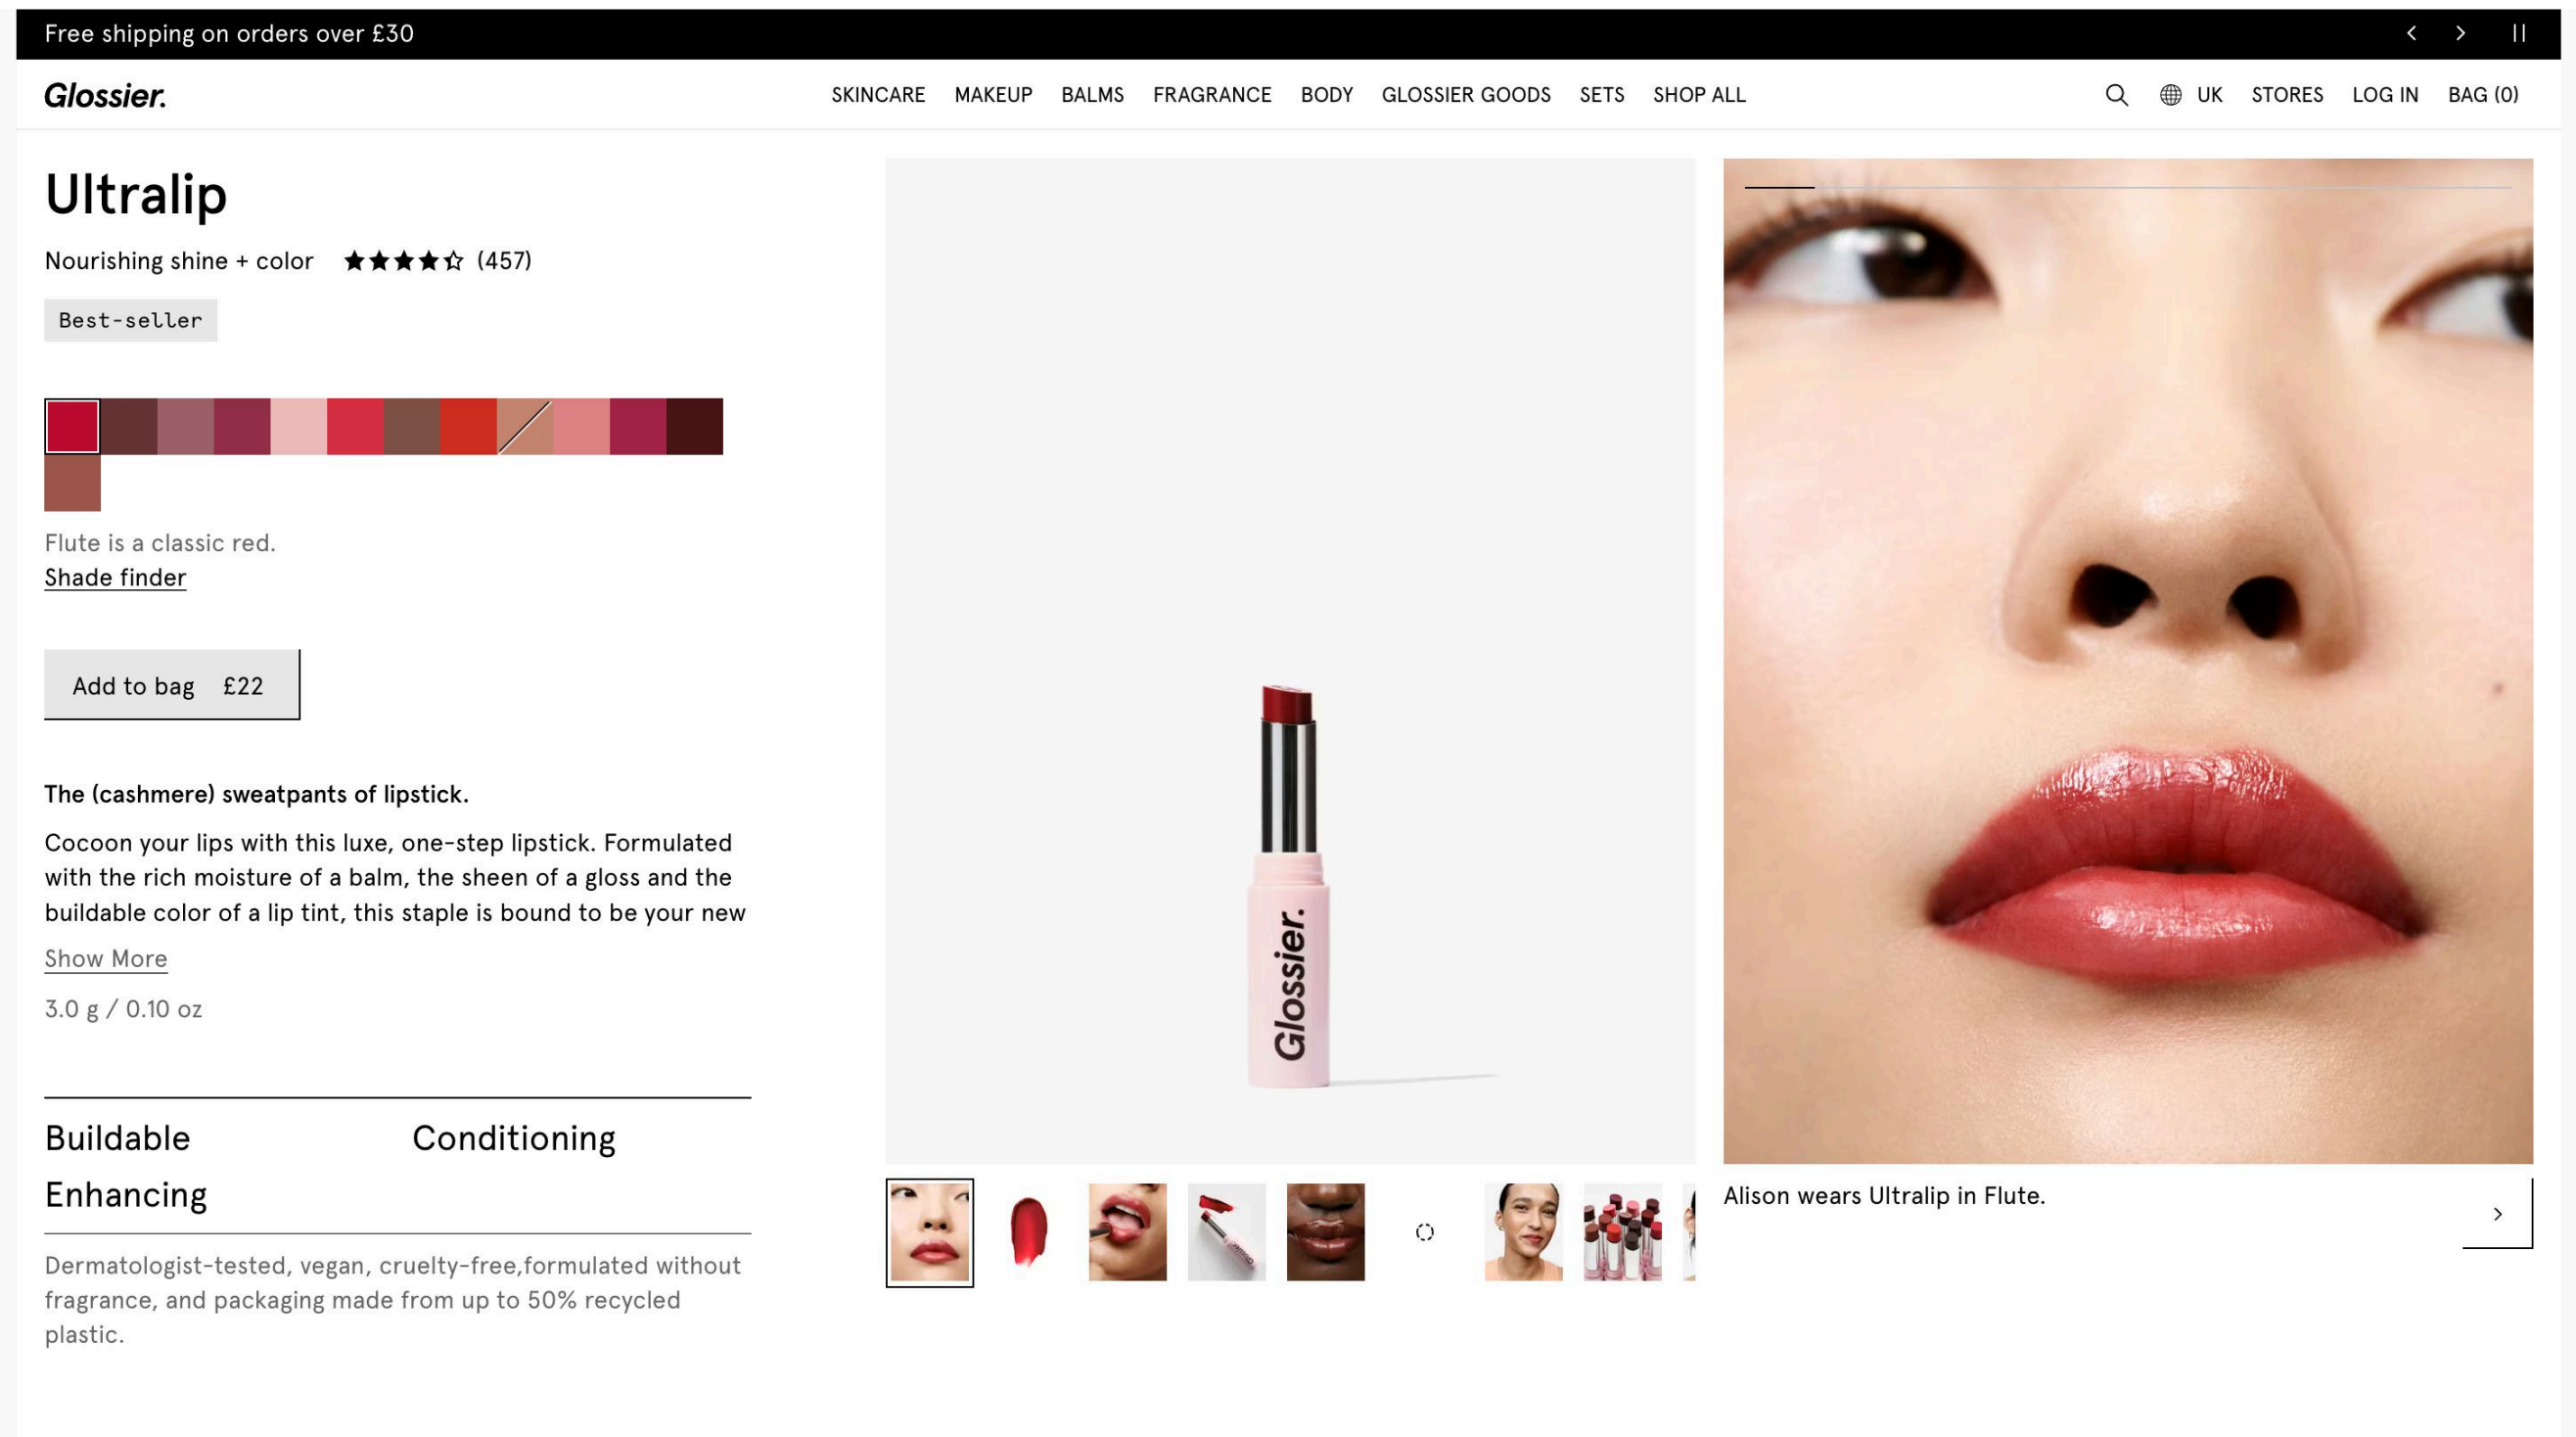 Free shipping on orders over £30
Glossier.
SKINCARE MAKEUP BALMS FRAGRANCE BODY GLOSSIER GOODS SETS SHOP ALL
UK STORES LOG IN BAG (0)
Ultralip
Nourishing shine + color (457)
Best-seller
Flute is a classic red.
Shade finder
Add to bag £22
The (cashmere) sweatpants of lipstick.
Cocoon your lips with this luxe, one-step lipstick. Formulated
with the rich moisture of a balm, the sheen of a gloss and the
buildable color of a lip tint, this staple is bound to be your new
Show More
3.0 g / 0.10 oz
Buildable Conditioning
Enhancing
Dermatologist-tested, vegan, cruelty-free,formulated without
fragrance, and packaging made from up to 50% recycled
plastic.
Glossier.
Alison wears Ultralip in Flute.